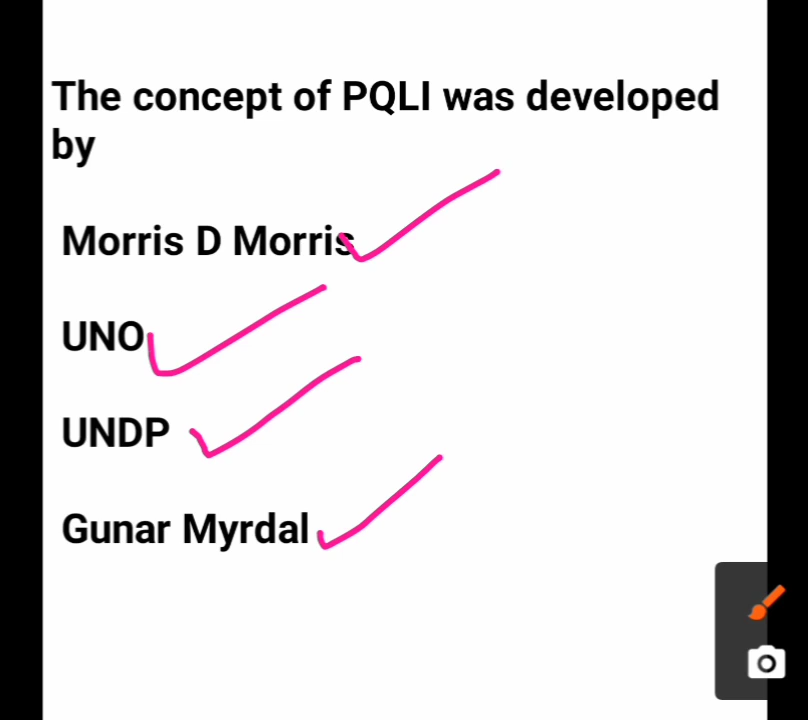 The concept of PQLI was developed
by
Morris D Morris
UNO
UNDP
Gunar Myrdal